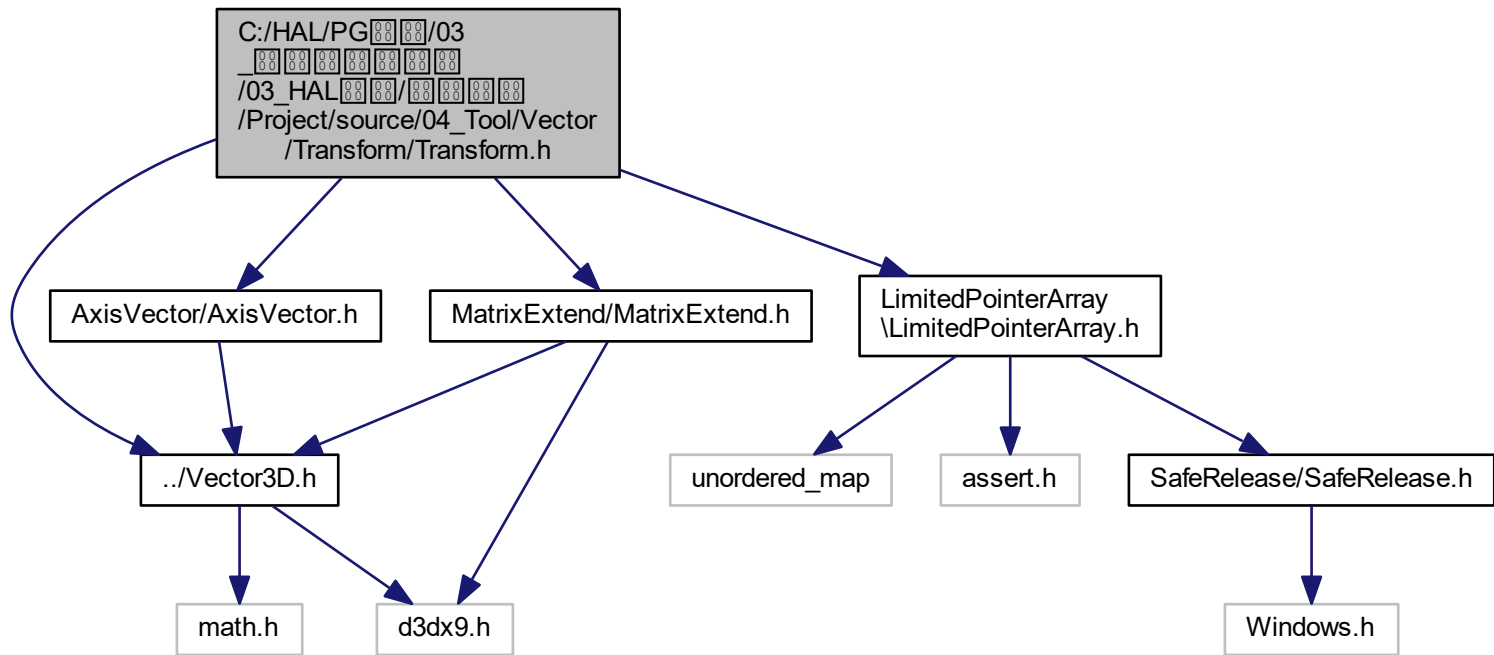 C:/HAL/PG/03
_
/03_HAL/
/Project/source/04_Tool/Vector
/Transform/Transform.h
AxisVector/AxisVector.h
MatrixExtend/MatrixExtend.h
LimitedPointerArray
\LimitedPointerArray.h
../Vector3D.h
unordered_map
assert.h
SafeRelease/SafeRelease.h
math.h
d3dx9.h
Windows.h